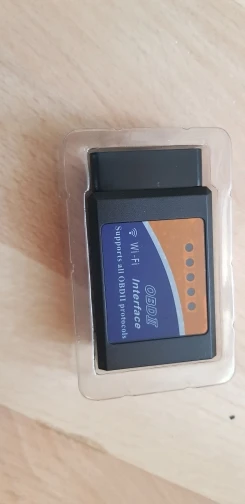 OBDII
Wi-Fi Interface
Supports all OBDII protocols